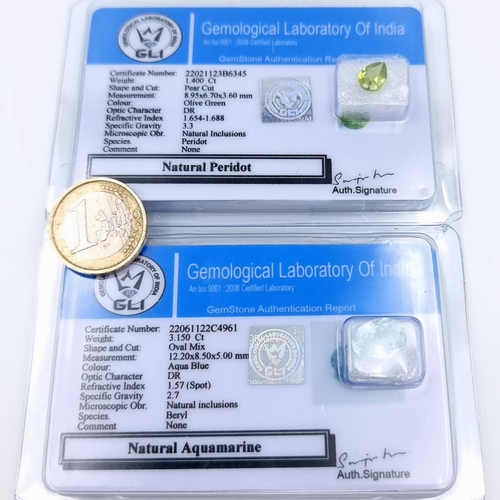 Gemological Laboratory Of India
An Iso 9001 : 2008 Certified Laboratory
GemStone Authentication Report
GLI
Certificate Number: 22021123B6345
Weight: 1.400 Ct
Shape and Cut: Pear Cut
Measurement: 8.95x6.70x3.60 mm
Colour: Olive Green
Optic Character DR
Refractive Index 1.654-1.688
Specific Gravity 3.3
Microscopic Obr. Natural Inclusions
Species. Peridot
Comment None
Natural Peridot
Auth.Signature
1
GEMOLOGICAL LABORATORY OF INDIA
GLI
Gemological Laboratory Of India
An Iso 9001 : 2008 Certified Laboratory
GemStone Authentication Report
Certificate Number: 22061122C4961
Weight: 3.150 Ct
Shape and Cut: Oval Mix
Measurement: 12.20x8.50x5.00 mm
Colour: Aqua Blue
Optic Character DR
Refractive Index 1.57 (Spot)
Specific Gravity 2.7
Microscopic Obr. Natural inclusions
Species. Beryl
Comment None
Natural Aquamarine
Auth.Signature